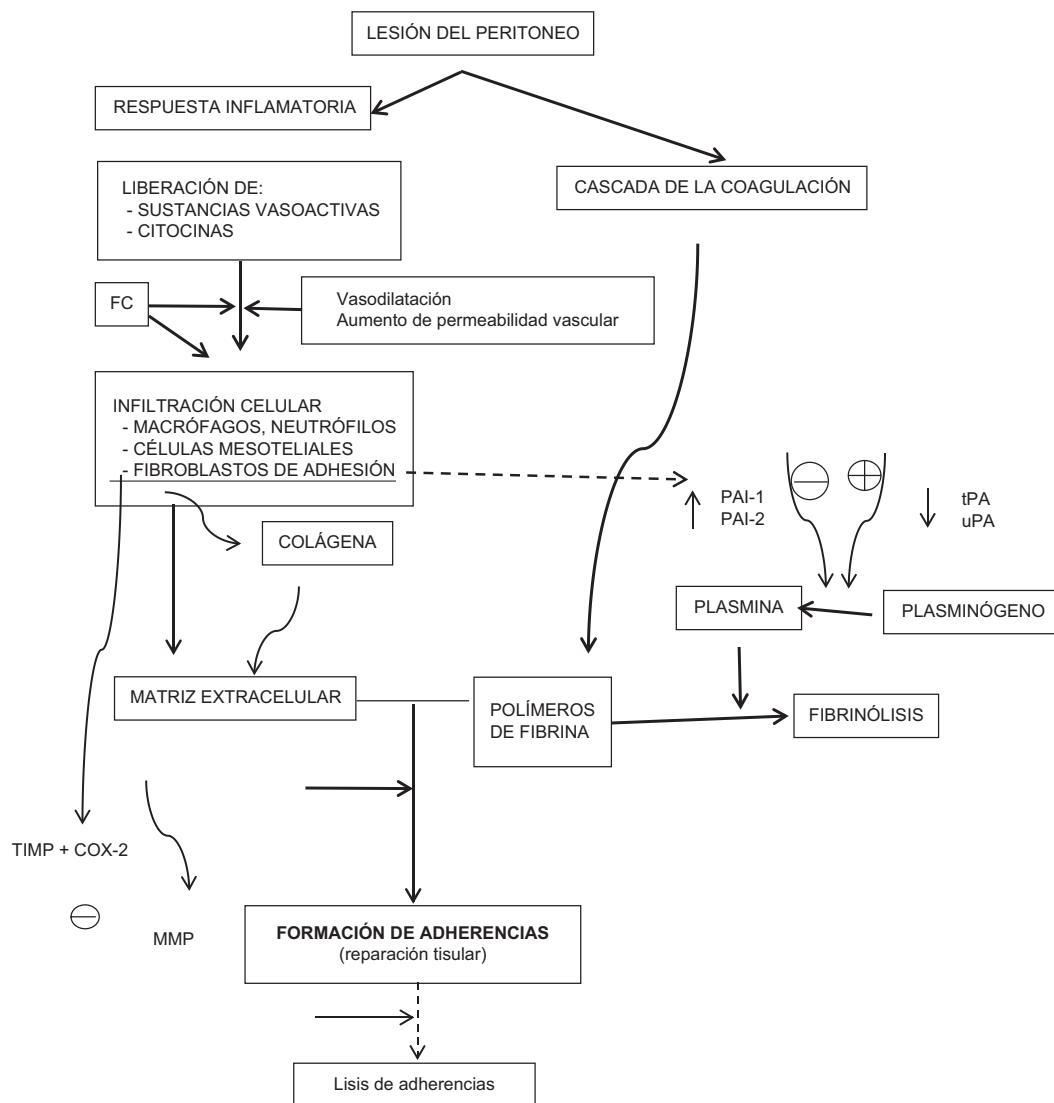 LESIÓN DEL PERITONEO
RESPUESTA INFLAMATORIA
LIBERACIÓN DE:
- SUSTANCIAS VASOACTIVAS
- CITOCINAS
CASCADA DE LA COAGULACIÓN
FC
Vasodilatación
Aumento de permeabilidad vascular
INFILTRACIÓN CELULAR
- MACRÓFAGOS, NEUTRÓFILOS
- CÉLULAS MESOTELIALES
- FIBROBLASTOS DE ADHESIÓN
PAI-1
PAI-2
tPA
uPA
COLÁGENA
PLASMINA
PLASMINÓGENO
MATRIZ EXTRACELULAR
POLÍMEROS
DE FIBRINA
FIBRINÓLISIS
TIMP + COX-2
MMP
FORMACIÓN DE ADHERENCIAS
(reparación tisular)
Lisis de adherencias